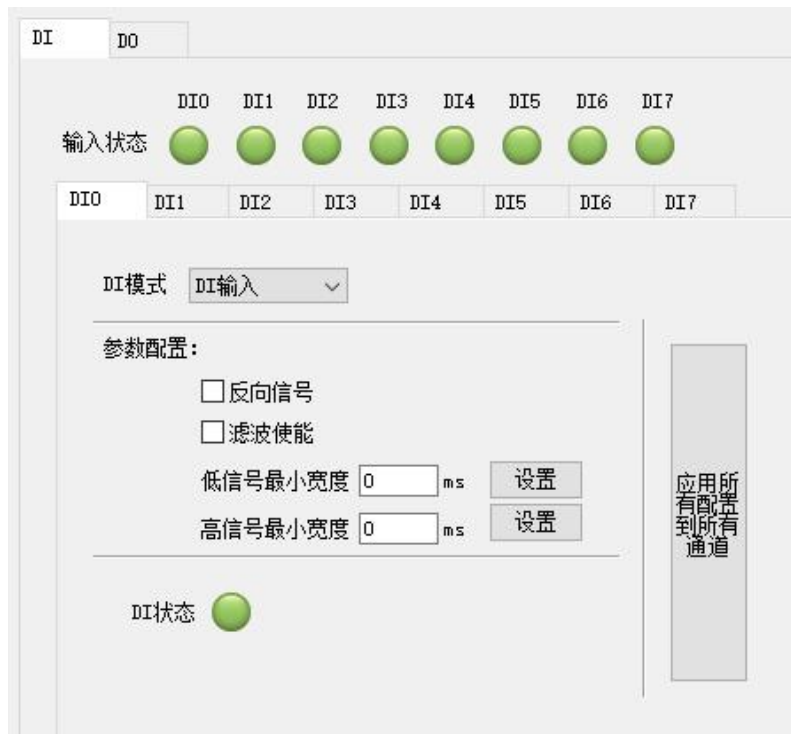 DI DO
DI0 DI1 DI2 DI3 DI4 DI5 DI6 DI7
输入状态
DI0 DI1 DI2 DI3 DI4 DI5 DI6 DI7
DI模式 DI输入
参数配置:
反向信号
滤波使能
低信号最小宽度 0 ms 设置
高信号最小宽度 0 ms 设置
应用所
有配置
到所有
通道
DI状态